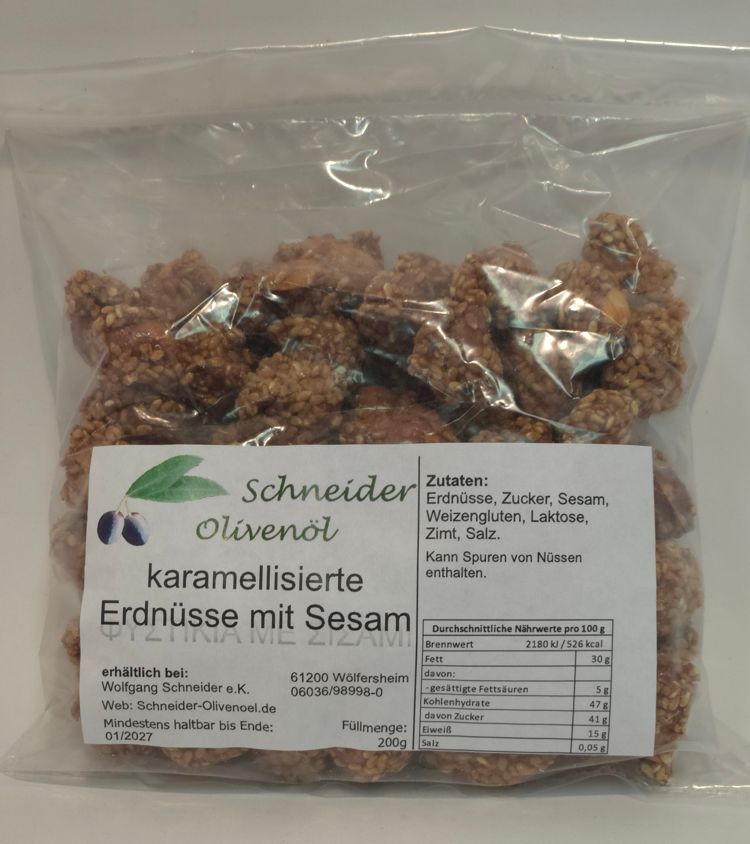 Schneider
Olivenöl
karamellisierte
Erdnüsse mit Sesam
ΦΥΣΤΙΚΙΑ ΜΕ ΣΙΣΑΜΙ
erhältlich bei:
Wolfgang Schneider e.K.
Web: Schneider-Olivenoel.de
Mindestens haltbar bis Ende:
01/2027
61200 Wölfersheim
06036/98998-0
Füllmenge:
200g
Zutaten:
Erdnüsse, Zucker, Sesam,
Weizengluten, Laktose,
Zimt, Salz.
Kann Spuren von Nüssen
enthalten.
Durchschnittliche Nährwerte pro 100 g
Brennwert 2180 kJ / 526 kcal
Fett 30 g
davon:
-gesättigte Fettsäuren 5 g
Kohlenhydrate 47 g
davon Zucker 41 g
Eiweiß 15 g
Salz 0,05 g